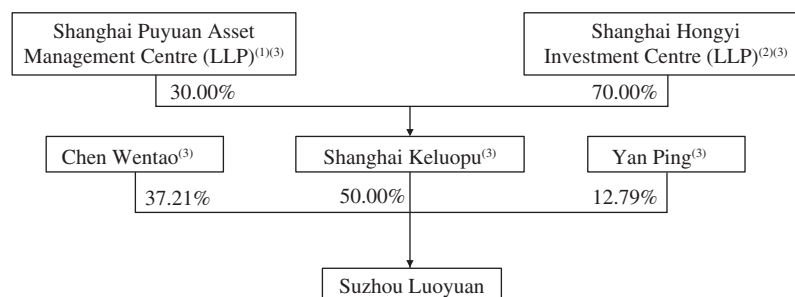 Shanghai Puyuan Asset
Management Centre (LLP)(1)(3)
Shanghai Hongyi
Investment Centre (LLP)(2)(3)
30.00%
70.00%
Chen Wentao(3)
Shanghai Keluopu(3)
Yan Ping(3)
37.21%
50.00%
12.79%
Suzhou Luoyuan